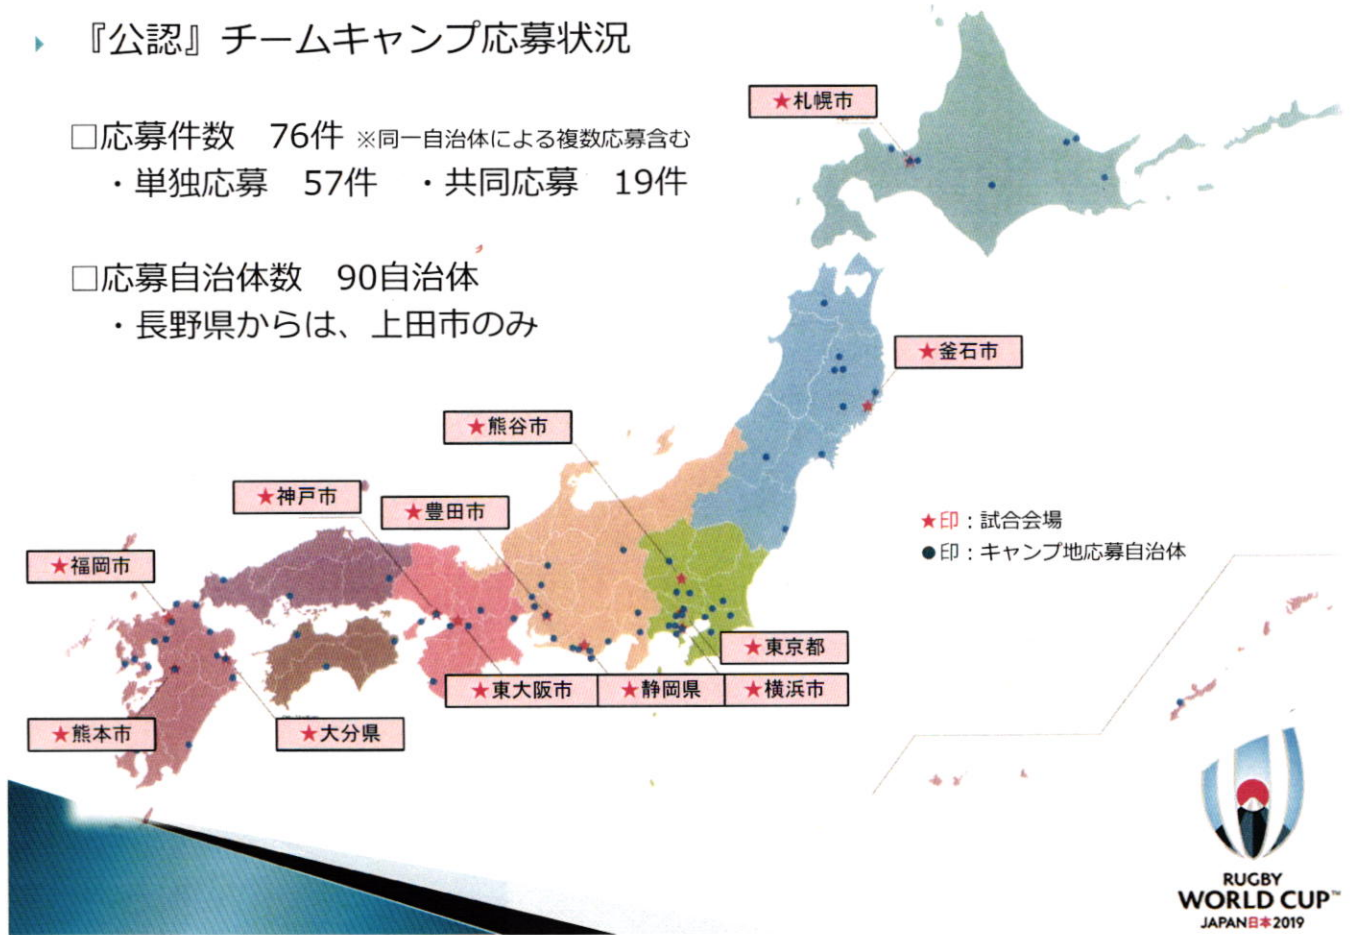 『公認』チームキャンプ応募状況
□応募件数 76件 ※同一自治体による複数応募含む
・単独応募 57件 ・共同応募 19件
□応募自治体数 90自治体
・長野県からは、上田市のみ
★札幌市
★釜石市
★熊谷市
★神戸市
★豊田市
★福岡市
★印：試合会場
●印：キャンプ地応募自治体
★東京都
★東大阪市
★静岡県
★横浜市
★熊本市
★大分県
RUGBY
WORLD CUP™
JAPAN日本2019